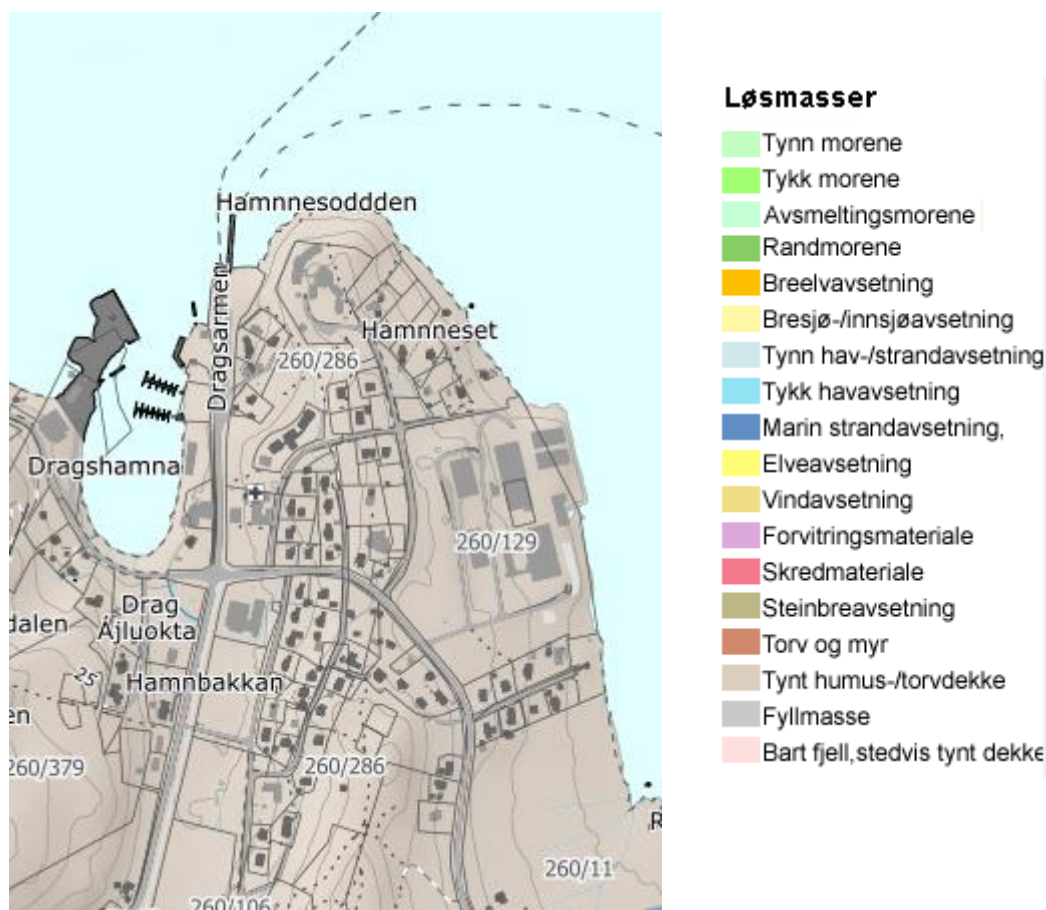 Hamnnesoddden
Dragsarmen
Hamnneset
260/286
Dragshamna
260/129
Drag
Ájluokta
dalen
25
Hamnbakkan
en
260/379
260/286
R
260/11
260/106
Løsmasser
Tynn morene
Tykk morene
Avsmeltingsmorene
Randmorene
Breelvavsetning
Bresjø-/innsjøavsetning
Tynn hav-/strandavsetning
Tykk havavsetning
Marin strandavsetning,
Elveavsetning
Vindavsetning
Forvitringsmateriale
Skredmateriale
Steinbreavsetning
Torv og myr
Tynt humus-/torvdekke
Fyllmasse
Bart fjell,stedvis tynt dekke